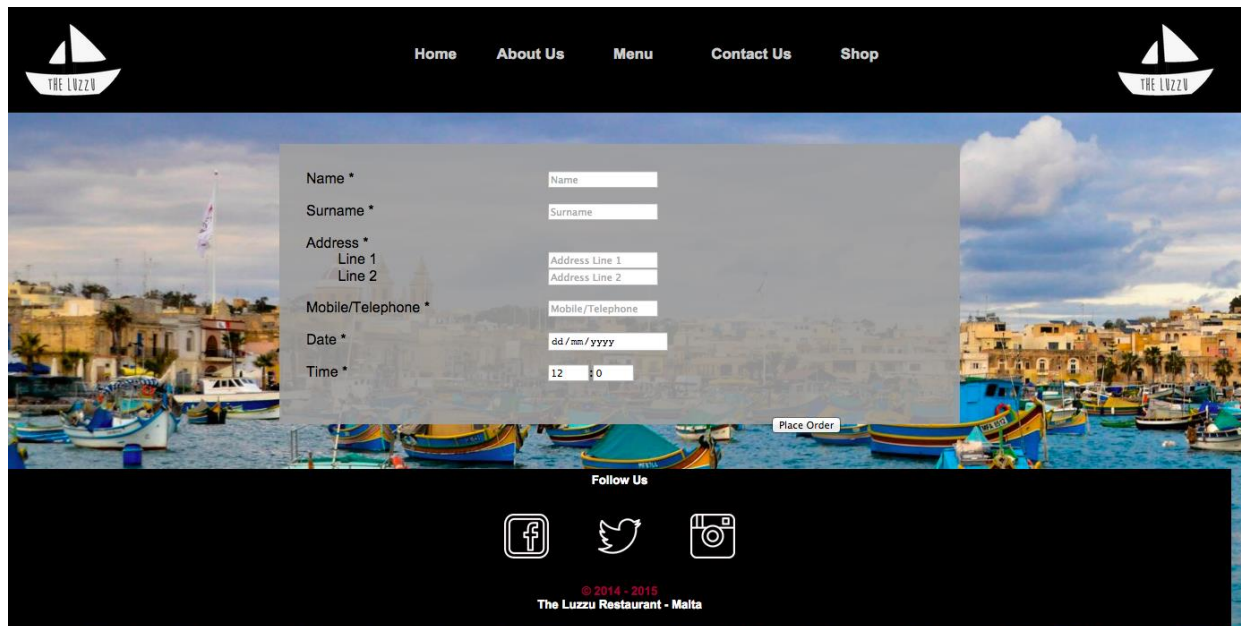 THE LUZZU
Home About Us Menu Contact Us Shop
THE LUZZU
Name * Name
Surname * Surname
Address *
Line 1 Address Line 1
Line 2 Address Line 2
Mobile/Telephone * Mobile/Telephone
Date * dd/mm/yyyy
Time * 12 : 0
Place Order
Follow Us
© 2014 - 2015
The Luzzu Restaurant - Malta